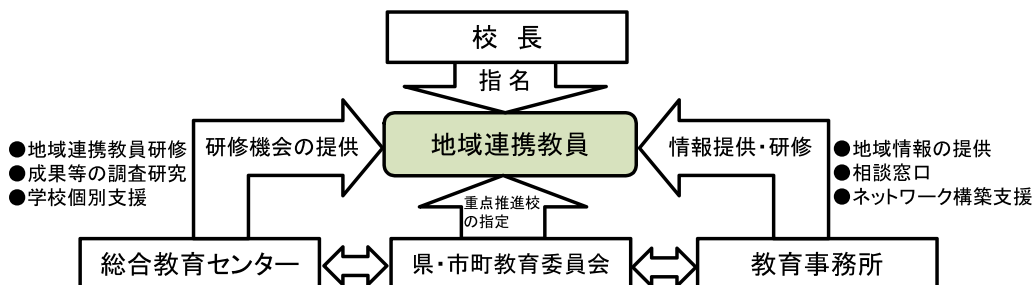 校 長
指 名
地域連携教員
研修機会の提供
情報提供・研修
●地域連携教員研修
●成果等の調査研究
●学校個別支援
●地域情報の提供
●相談窓口
●ネットワーク構築支援
重点推進校
の指定
総合教育センター
県・市町教育委員会
教育事務所